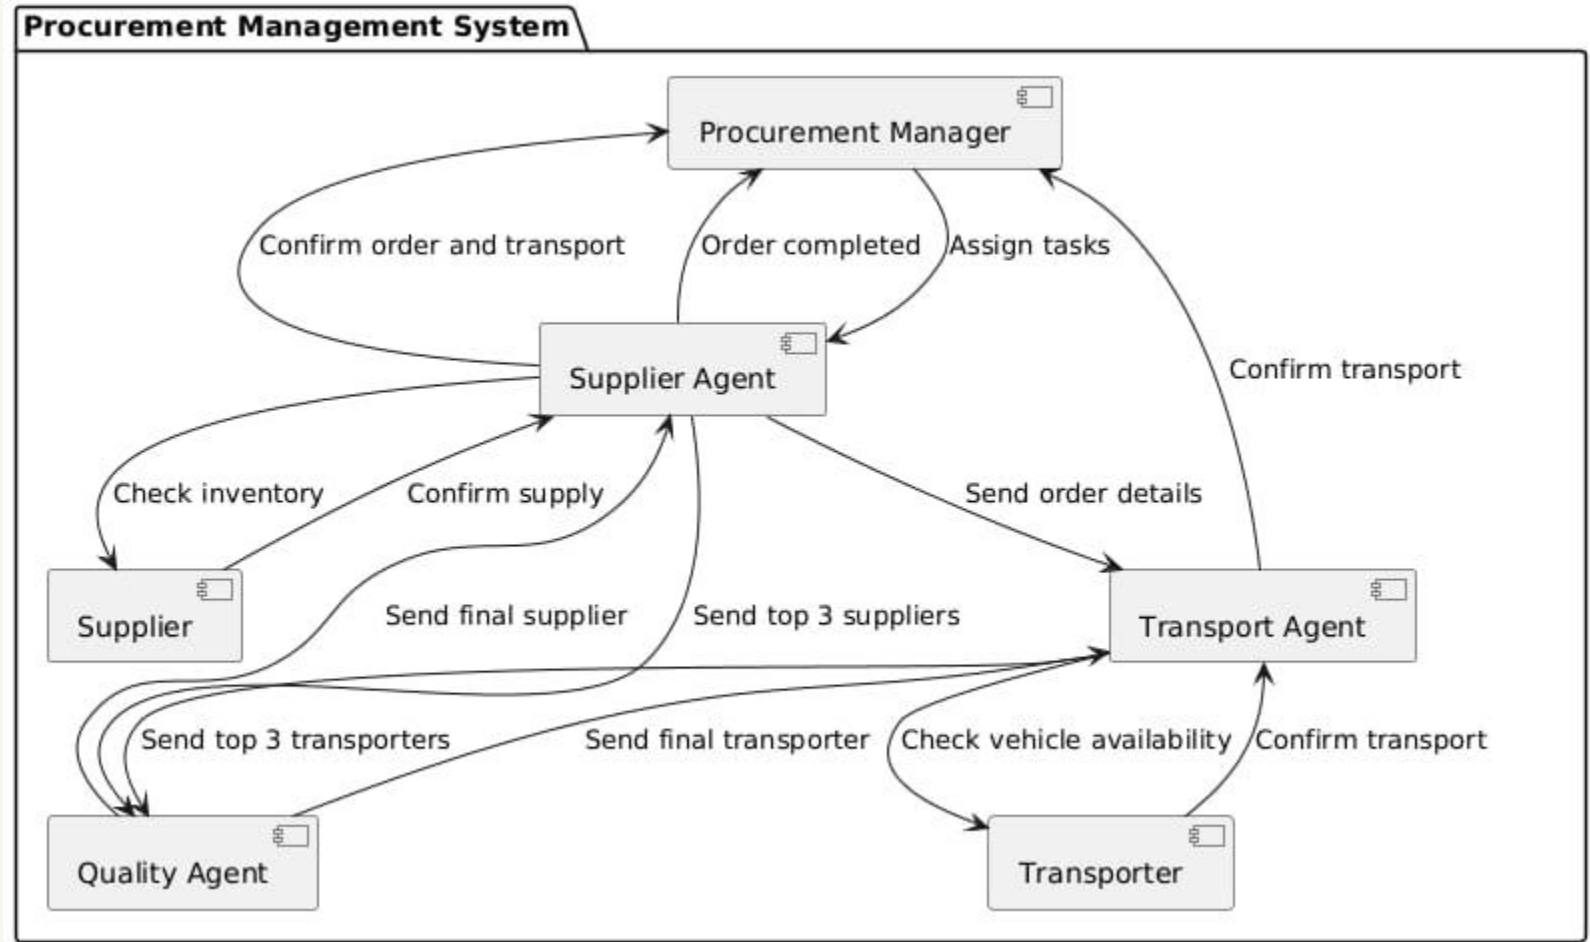 Procurement Management System
Procurement Manager
Confirm order and transport
Order completed
Assign tasks
Supplier Agent
Confirm transport
Check inventory
Confirm supply
Send order details
Supplier
Send final supplier
Send top 3 suppliers
Transport Agent
Send top 3 transporters
Send final transporter
Check vehicle availability
Confirm transport
Quality Agent
Transporter